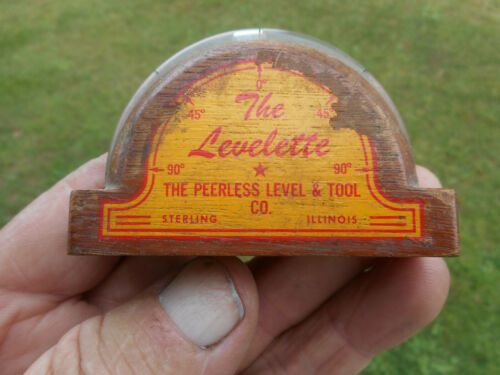 0°
45° 45°
The
Levelette
90° 90°
THE PEERLESS LEVEL & TOOL
CO.
STERLING ILLINOIS